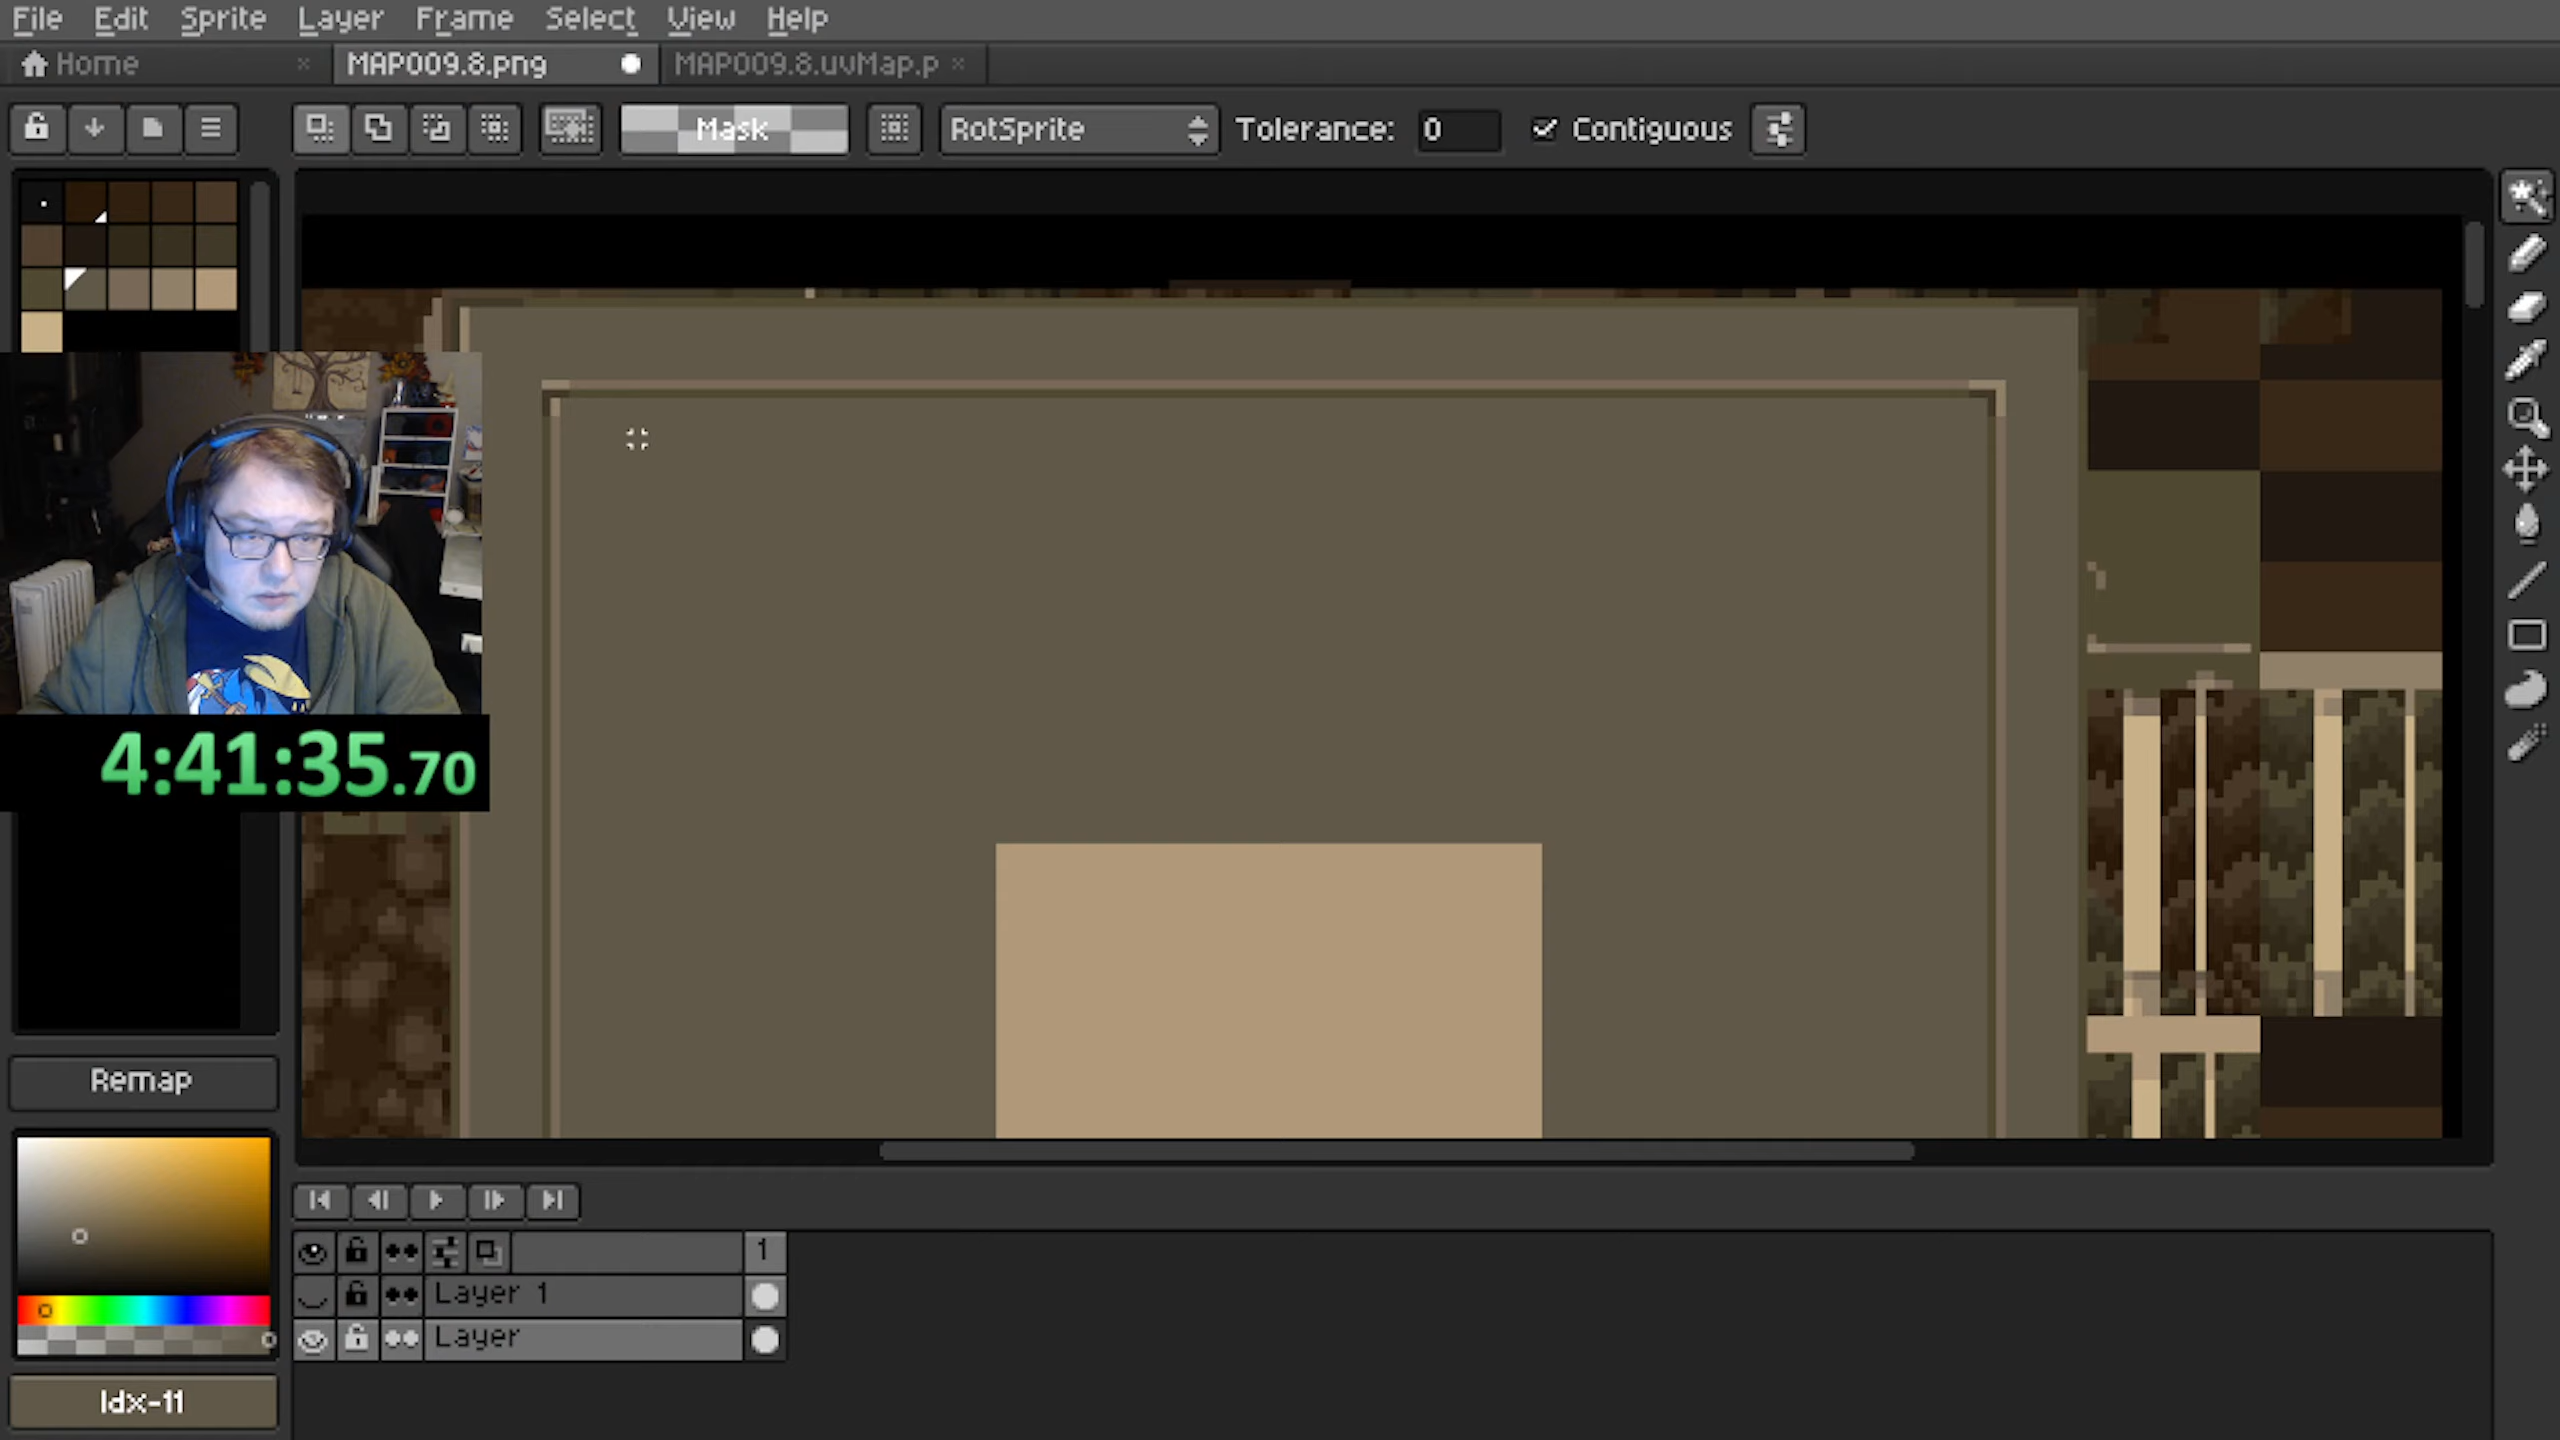 File Edit Sprite Layer Frame Select View Help
Home MAP009.8.png MAP009.8.uvMap.p
Mask RotSprite Tolerance: 0 Contiguous
4:41:35.70
Remap
1
Layer 1
Layer
Idx-11